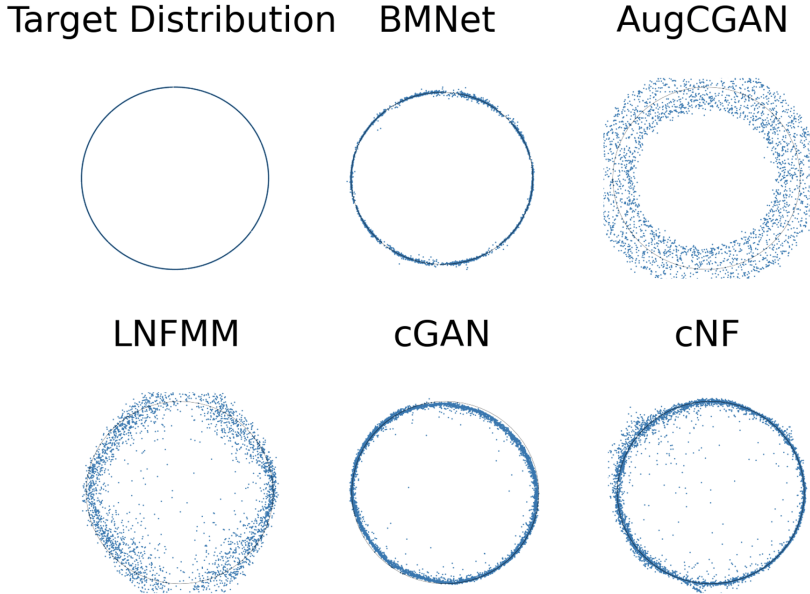 Target Distribution
BMNet
AugCGAN
LNFMM
cGAN
cNF